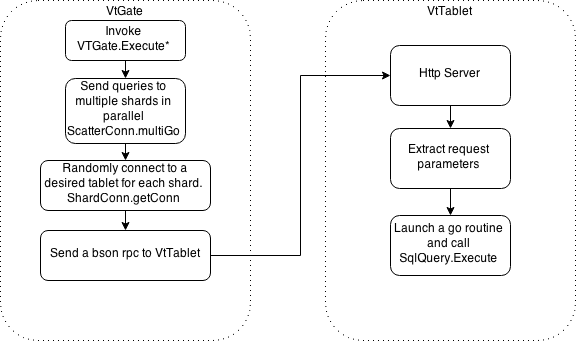 VtGate
Invoke
VTGate.Execute*
Send queries to
multiple shards in
parallel
ScatterConn.multiGo
Randomly connect to a
desired tablet for each shard.
ShardConn.getConn
Send a bson rpc to VtTablet
VtTablet
Http Server
Extract request
parameters
Launch a go routine
and call
SqlQuery.Execute